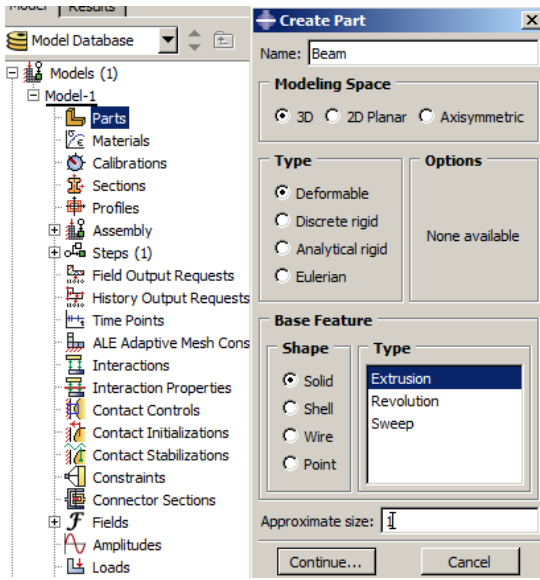 Model Results
Model Database
Models (1)
Model-1
Parts
Materials
Calibrations
Sections
Profiles
Assembly
Steps (1)
Field Output Requests
History Output Requests
Time Points
ALE Adaptive Mesh Cons
Interactions
Interaction Properties
Contact Controls
Contact Initializations
Contact Stabilizations
Constraints
Connector Sections
Fields
Amplitudes
Loads
Create Part
Name: Beam
Modeling Space
3D 2D Planar Axisymmetric
Type
Deformable
Discrete rigid
Analytical rigid
Eulerian
Options
None available
Base Feature
Shape
Solid
Shell
Wire
Point
Type
Extrusion
Revolution
Sweep
Approximate size: 1
Continue... Cancel